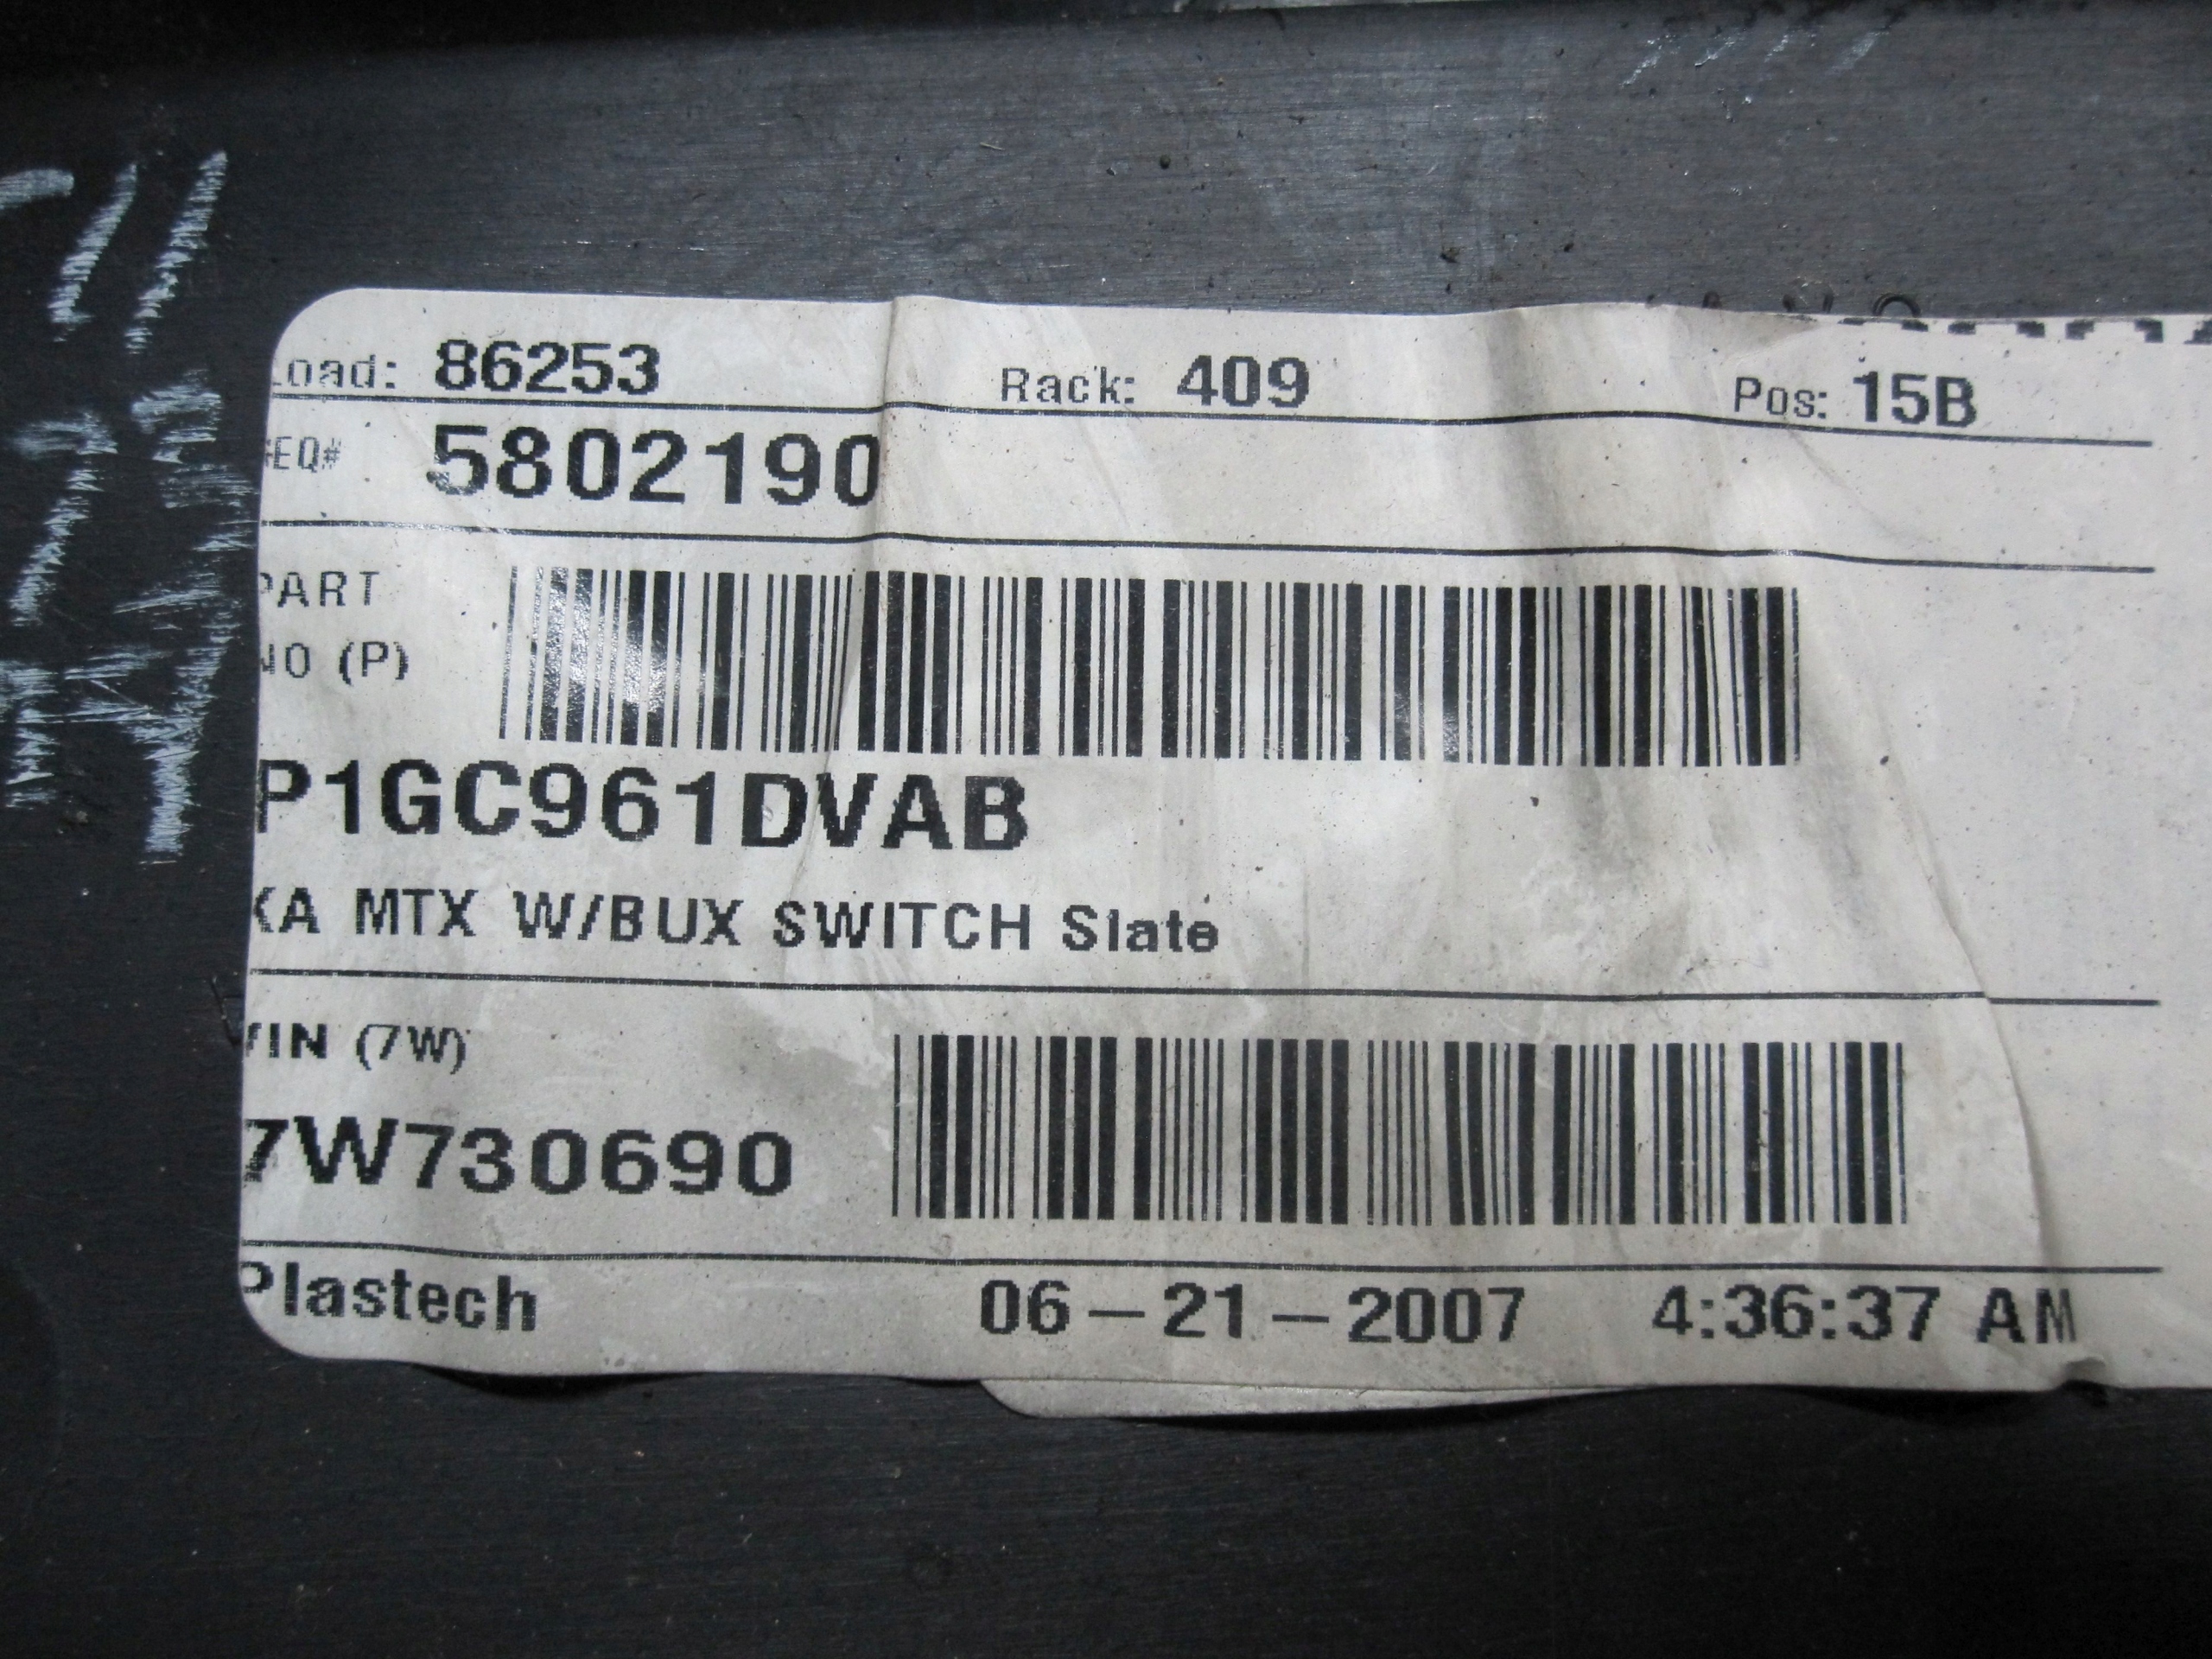 Load: 86253 Rack: 409 Pos: 15B
SEQ# 5802190
PART
NO (P)
P1GC961DVAB
KA MTX W/BUX SWITCH Slate
VIN (7W)
7W730690
Plastech 06-21-2007 4:36:37 AM